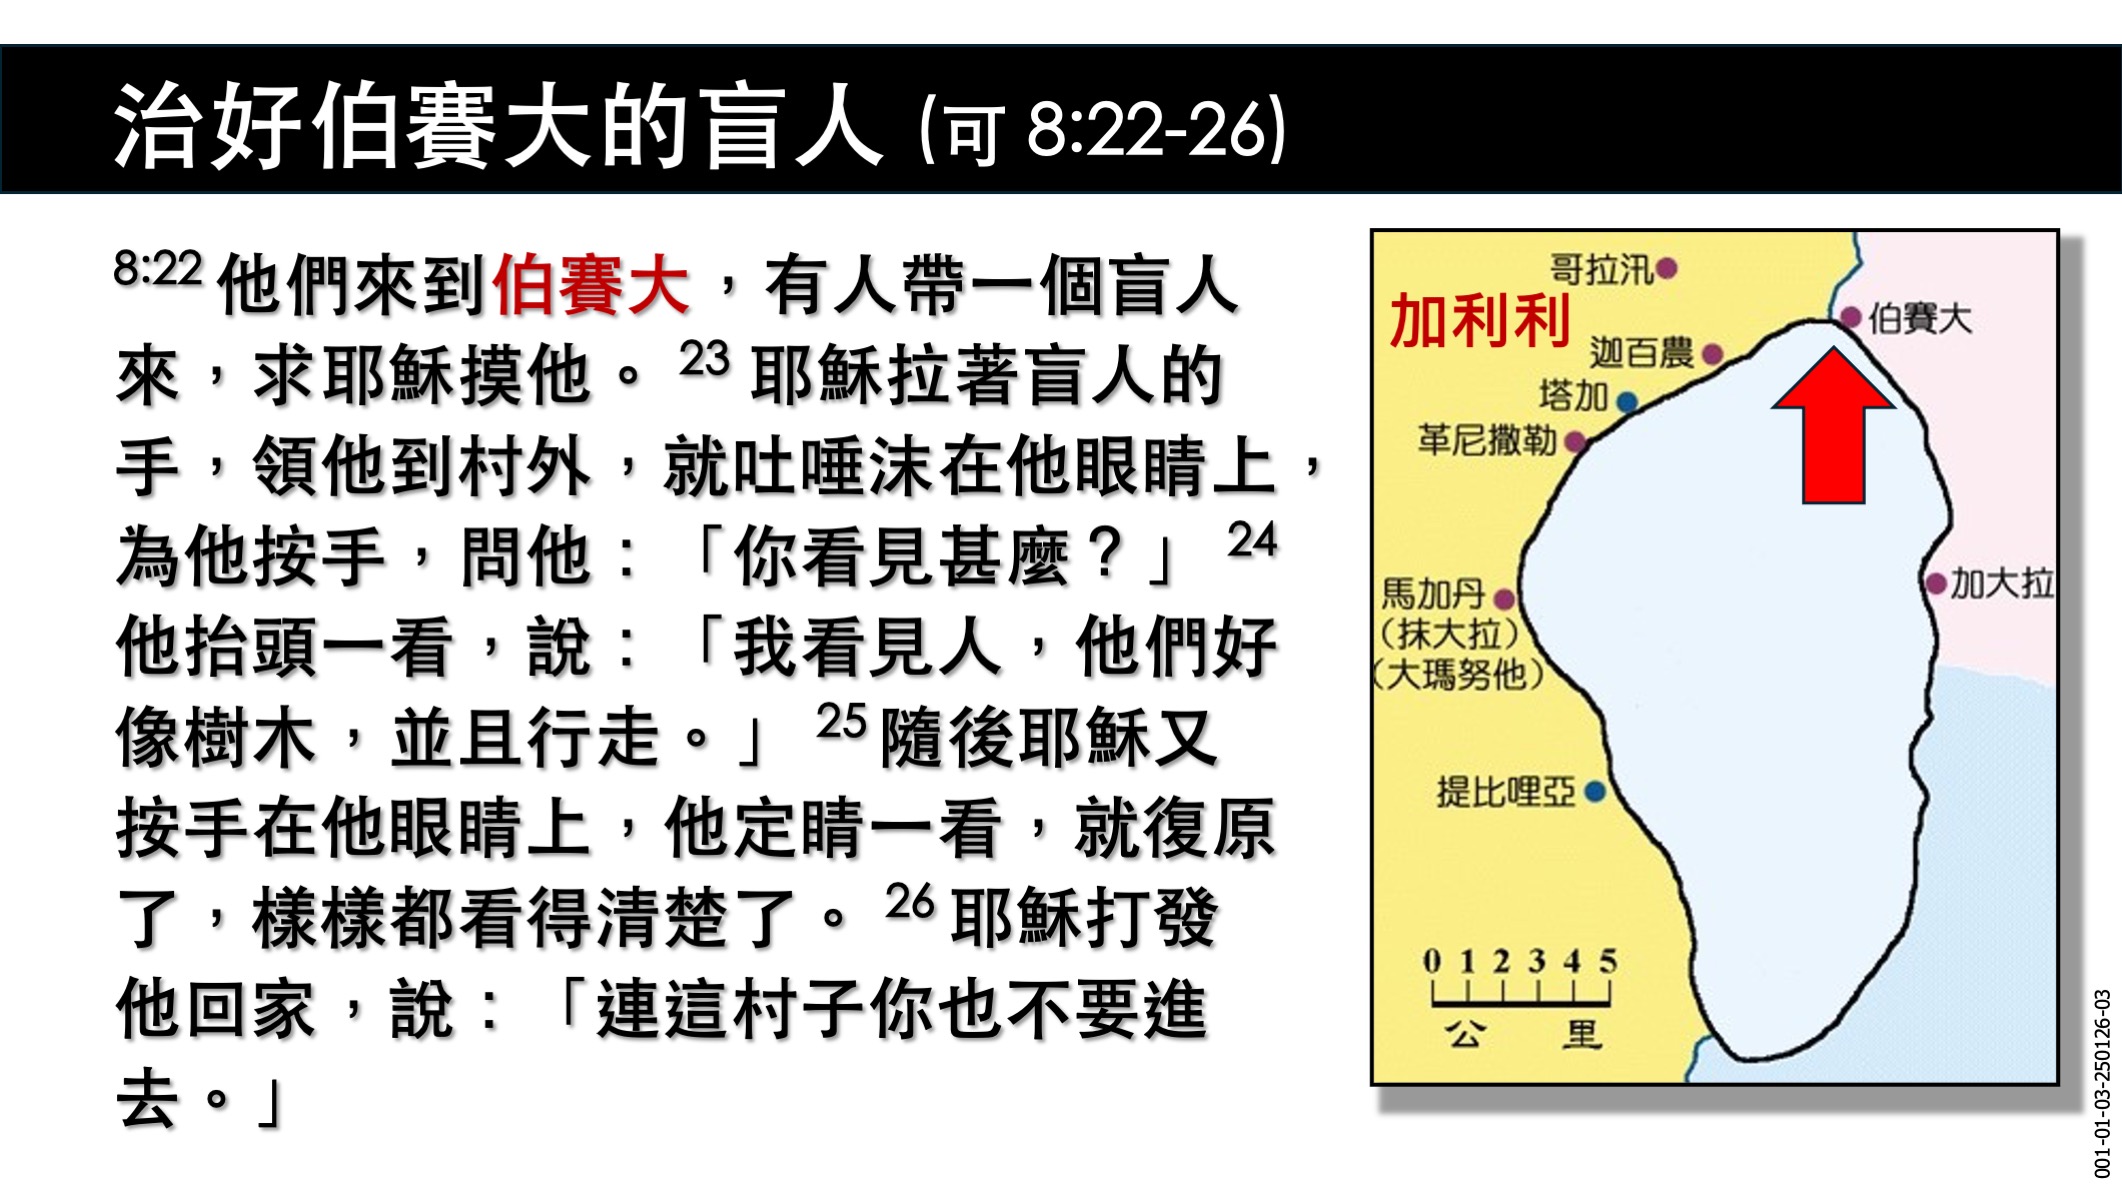 治好伯賽大的盲人 (可 8:22-26)
8:22 他們來到伯賽大，有人帶一個盲人
來，求耶穌摸他。 23 耶穌拉著盲人的
手，領他到村外，就吐唾沫在他眼睛上，
為他按手，問他：「你看見甚麼？」 24
他抬頭一看，說：「我看見人，他們好
像樹木，並且行走。」 25 隨後耶穌又
按手在他眼睛上，他定睛一看，就復原
了，樣樣都看得清楚了。 26 耶穌打發
他回家，說：「連這村子你也不要進
去。」
哥拉汛
加利利
伯賽大
迦百農
塔加
革尼撒勒
加大拉
馬加丹
（抹大拉）
（大瑪努他）
提比哩亞
0 1 2 3 4 5
公 里
001-01-03-250126-03